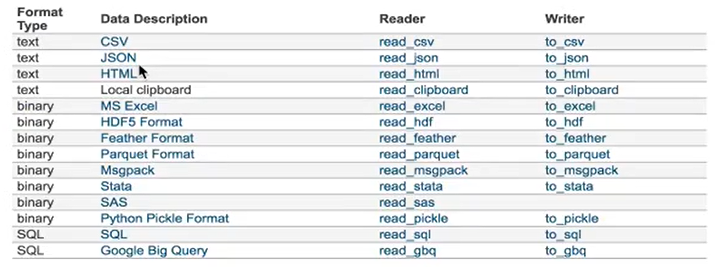 Format Type Data Description Reader Writer
text CSV read_csv to_csv
text JSON read_json to_json
text HTML read_html to_html
text Local clipboard read_clipboard to_clipboard
binary MS Excel read_excel to_excel
binary HDF5 Format read_hdf to_hdf
binary Feather Format read_feather to_feather
binary Parquet Format read_parquet to_parquet
binary Msgpack read_msgpack to_msgpack
binary Stata read_stata to_stata
binary SAS read_sas
binary Python Pickle Format read_pickle to_pickle
SQL SQL read_sql to_sql
SQL Google Big Query read_gbq to_gbq